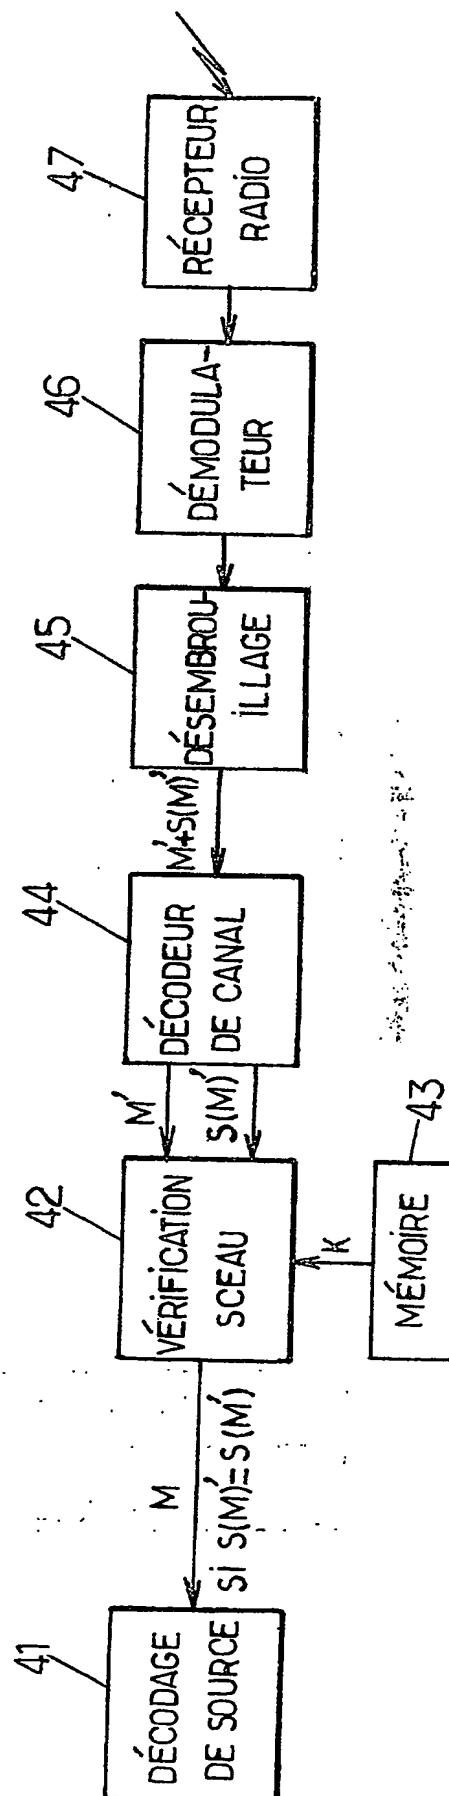 41
DÉCODAGE
DE SOURCE
M
si S(M)'=S(M')
42
VÉRIFICATION
SCEAU
K
43
MÉMOIRE
M'
S(M)'
44
DÉCODEUR
DE CANAL
M'+S(M)'
45
DÉSEMBROU-
ILLAGE
46
DÉMODULA-
TEUR
47
RÉCEPTEUR
RADIO